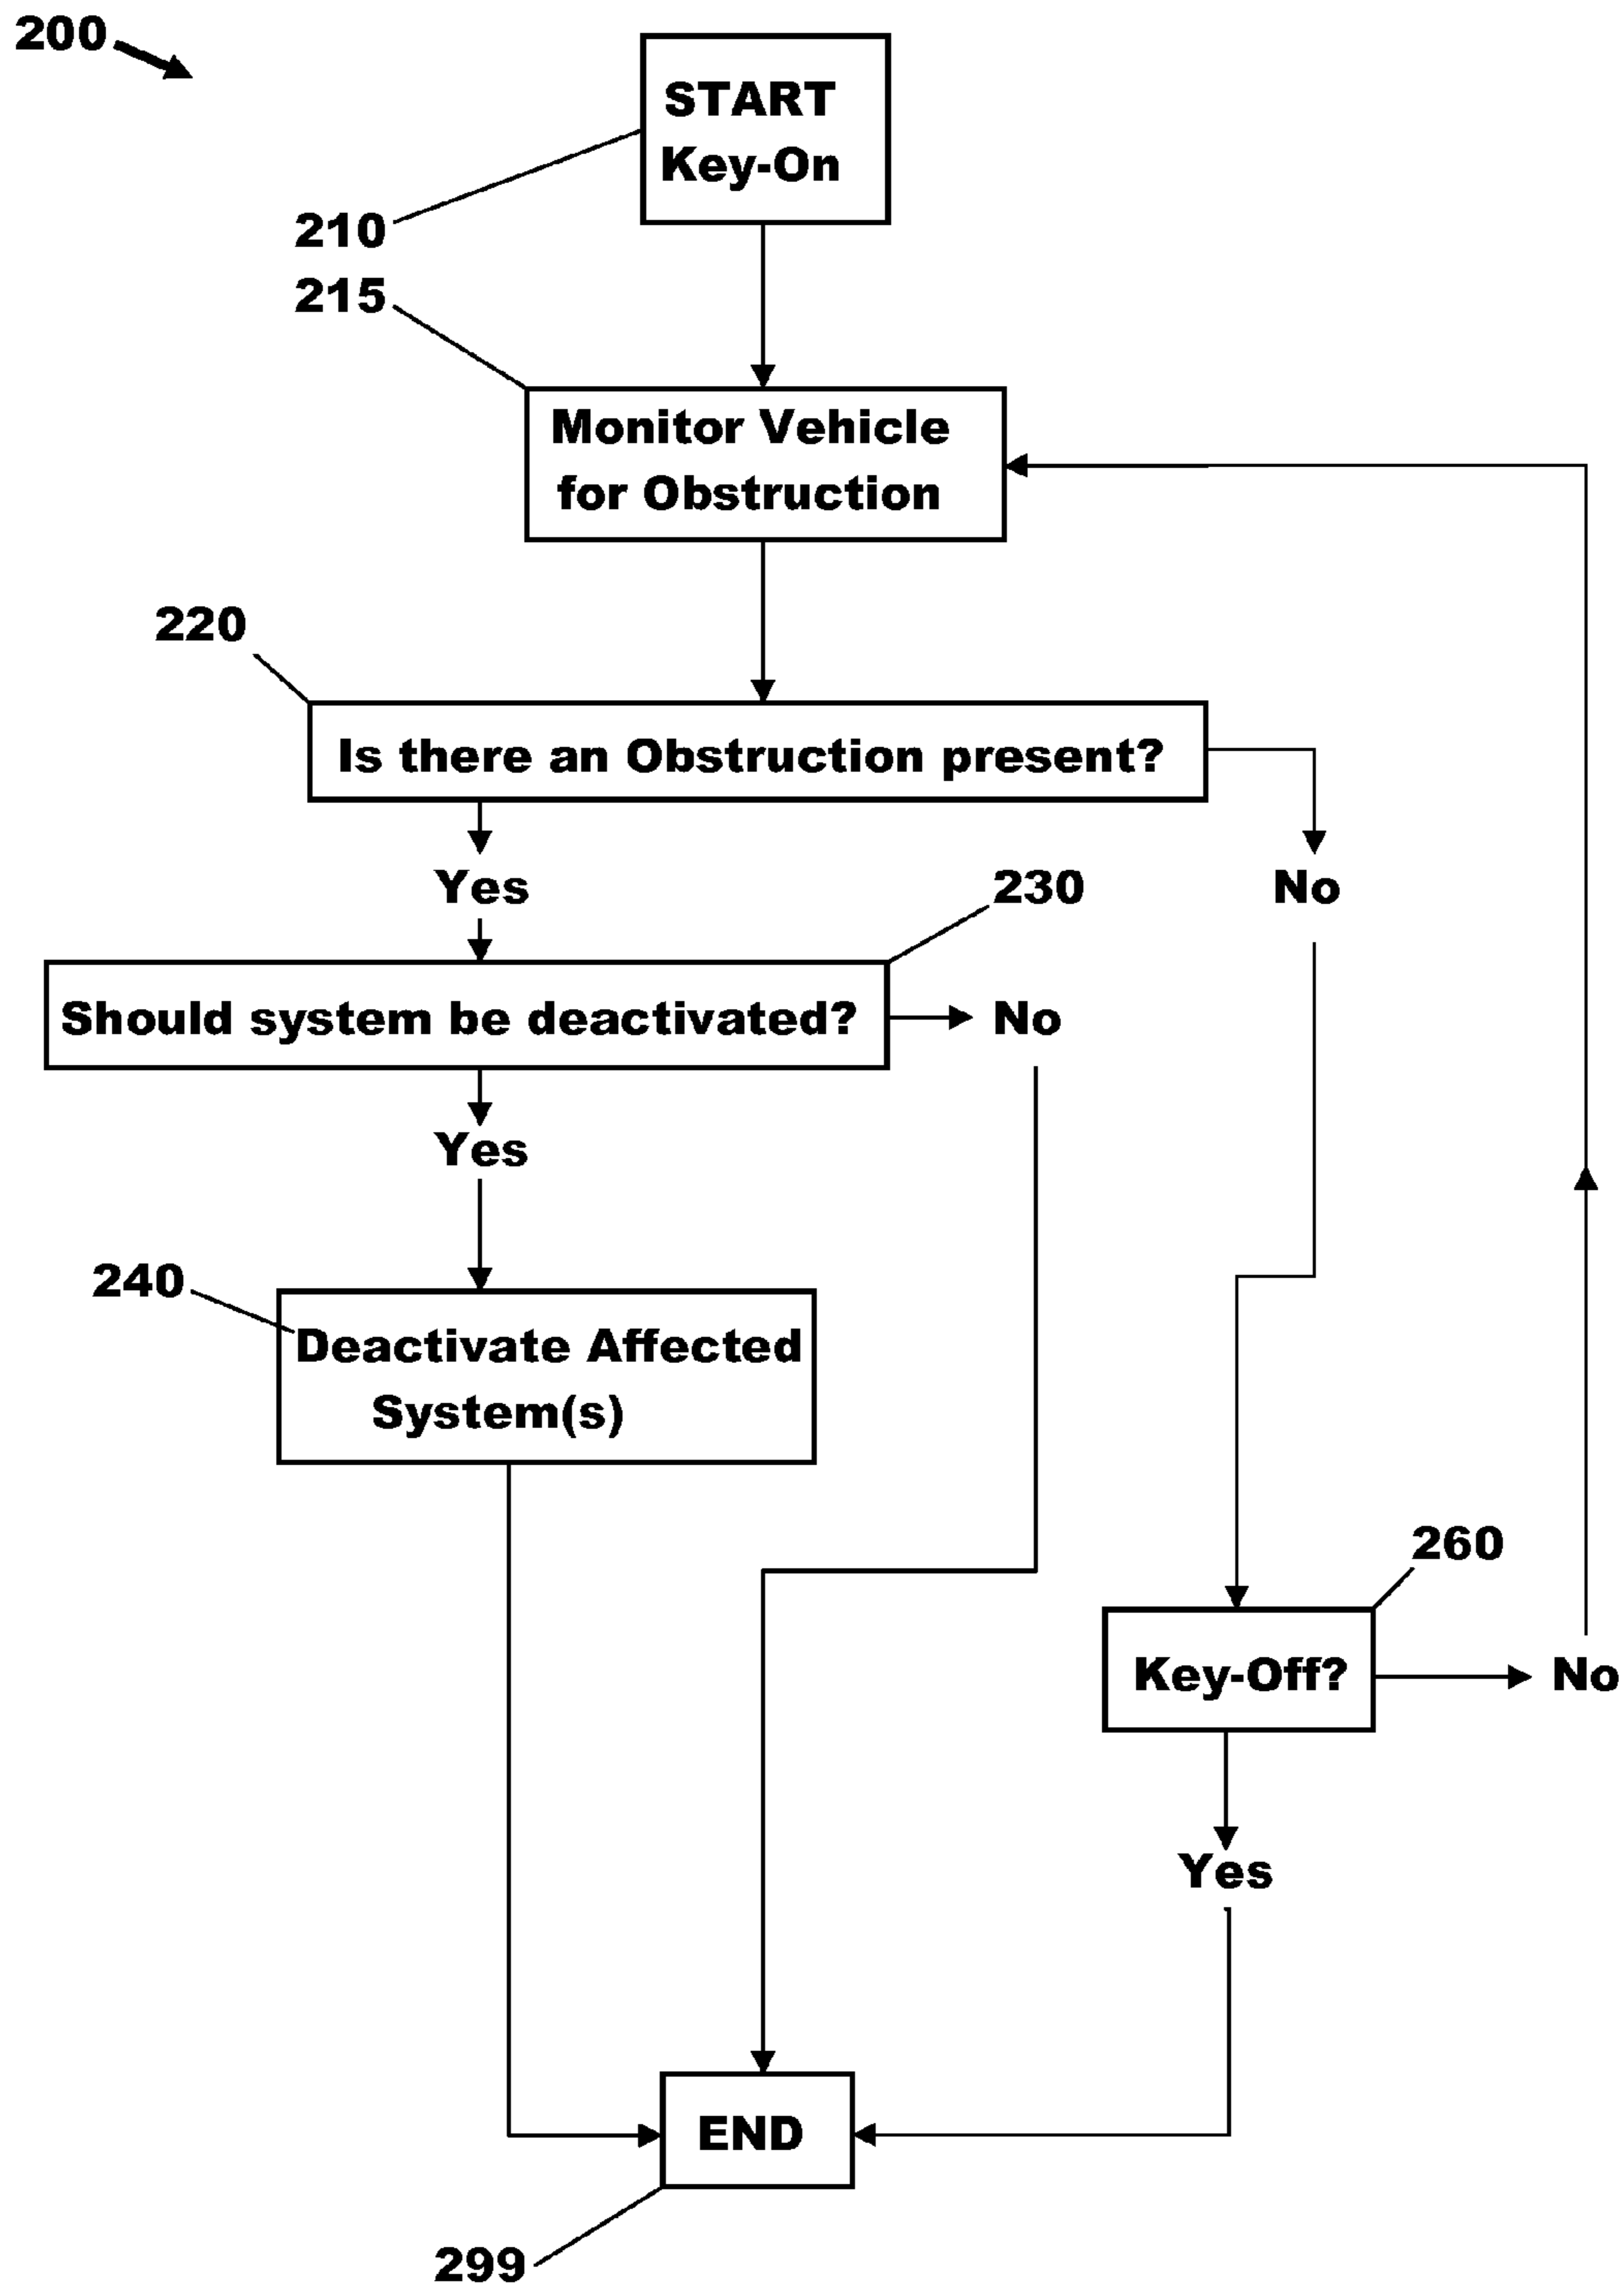 200
START
Key-On
210
215
Monitor Vehicle
for Obstruction
220
Is there an Obstruction present?
Yes
230
No
Should system be deactivated?
No
Yes
240
Deactivate Affected
System(s)
260
Key-Off?
No
Yes
END
299